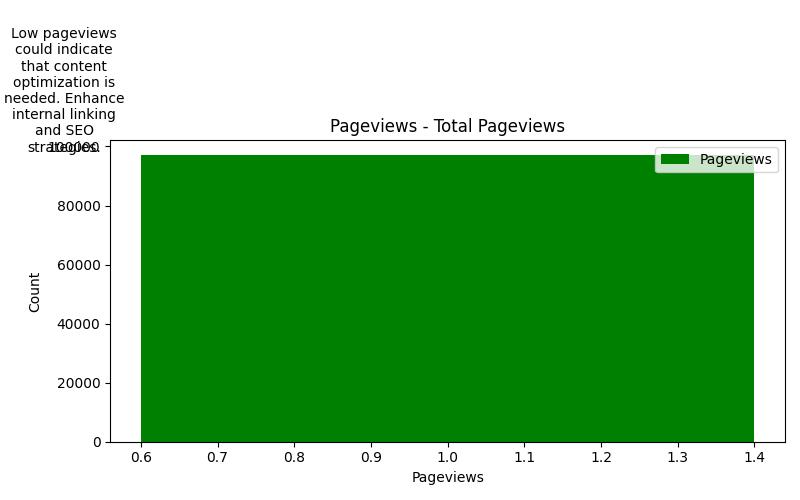 Low pageviews
could indicate
that content
optimization is
needed. Enhance
internal linking
and SEO
strategies.
Pageviews - Total Pageviews
Pageviews
100000
80000
60000
40000
20000
0
Count
0.6 0.7 0.8 0.9 1.0 1.1 1.2 1.3 1.4
Pageviews